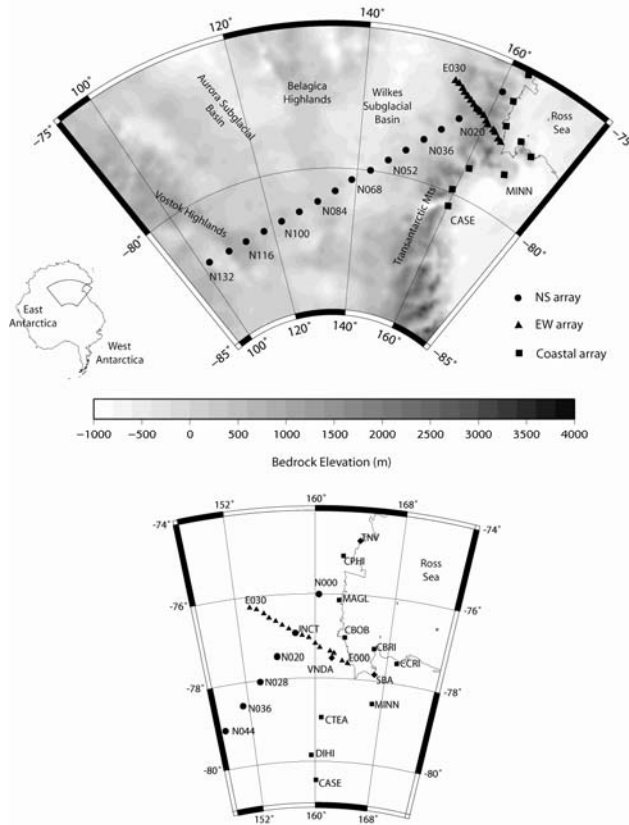 120°
140°
160°
100°
−75°
−75°
E030
Aurora Subglacial
Basin
Belagica
Highlands
Wilkes
Subglacial
Basin
Ross
Sea
N020
N036
N052
MINN
N068
Transantarctic Mts
CASE
Vostok Highlands
N084
N100
N116
N132
−80°
−80°
East
Antarctica
West
Antarctica
−85°
100°
120°
140°
160°
−85°
NS array
EW array
Coastal array
−1000 −500 0 500 1000 1500 2000 2500 3000 3500 4000
Bedrock Elevation (m)
152°
160°
168°
−74°
−74°
TNV
CPHI
Ross
Sea
N000
MAGL
−76°
−76°
E030
JNCT
CBOB
CBRI
E000
CCRI
N020
VNDA
SBA
−78°
N028
−78°
N036
MINN
CTEA
N044
DIHI
−80°
CASE
−80°
152°
160°
168°